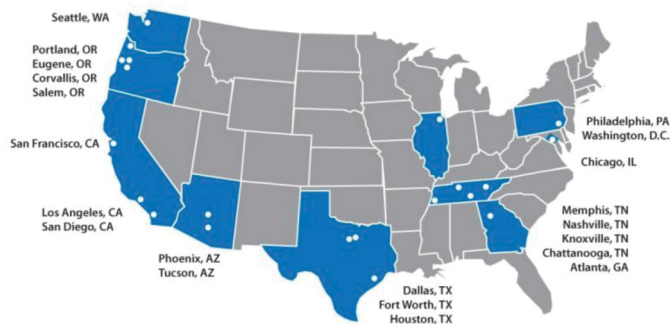 Seattle, WA
Portland, OR
Eugene, OR
Corvallis, OR
Salem, OR
San Francisco, CA
Los Angeles, CA
San Diego, CA
Phoenix, AZ
Tucson, AZ
Dallas, TX
Fort Worth, TX
Houston, TX
Philadelphia, PA
Washington, D.C.
Chicago, IL
Memphis, TN
Nashville, TN
Knoxville, TN
Chattanooga, TN
Atlanta, GA